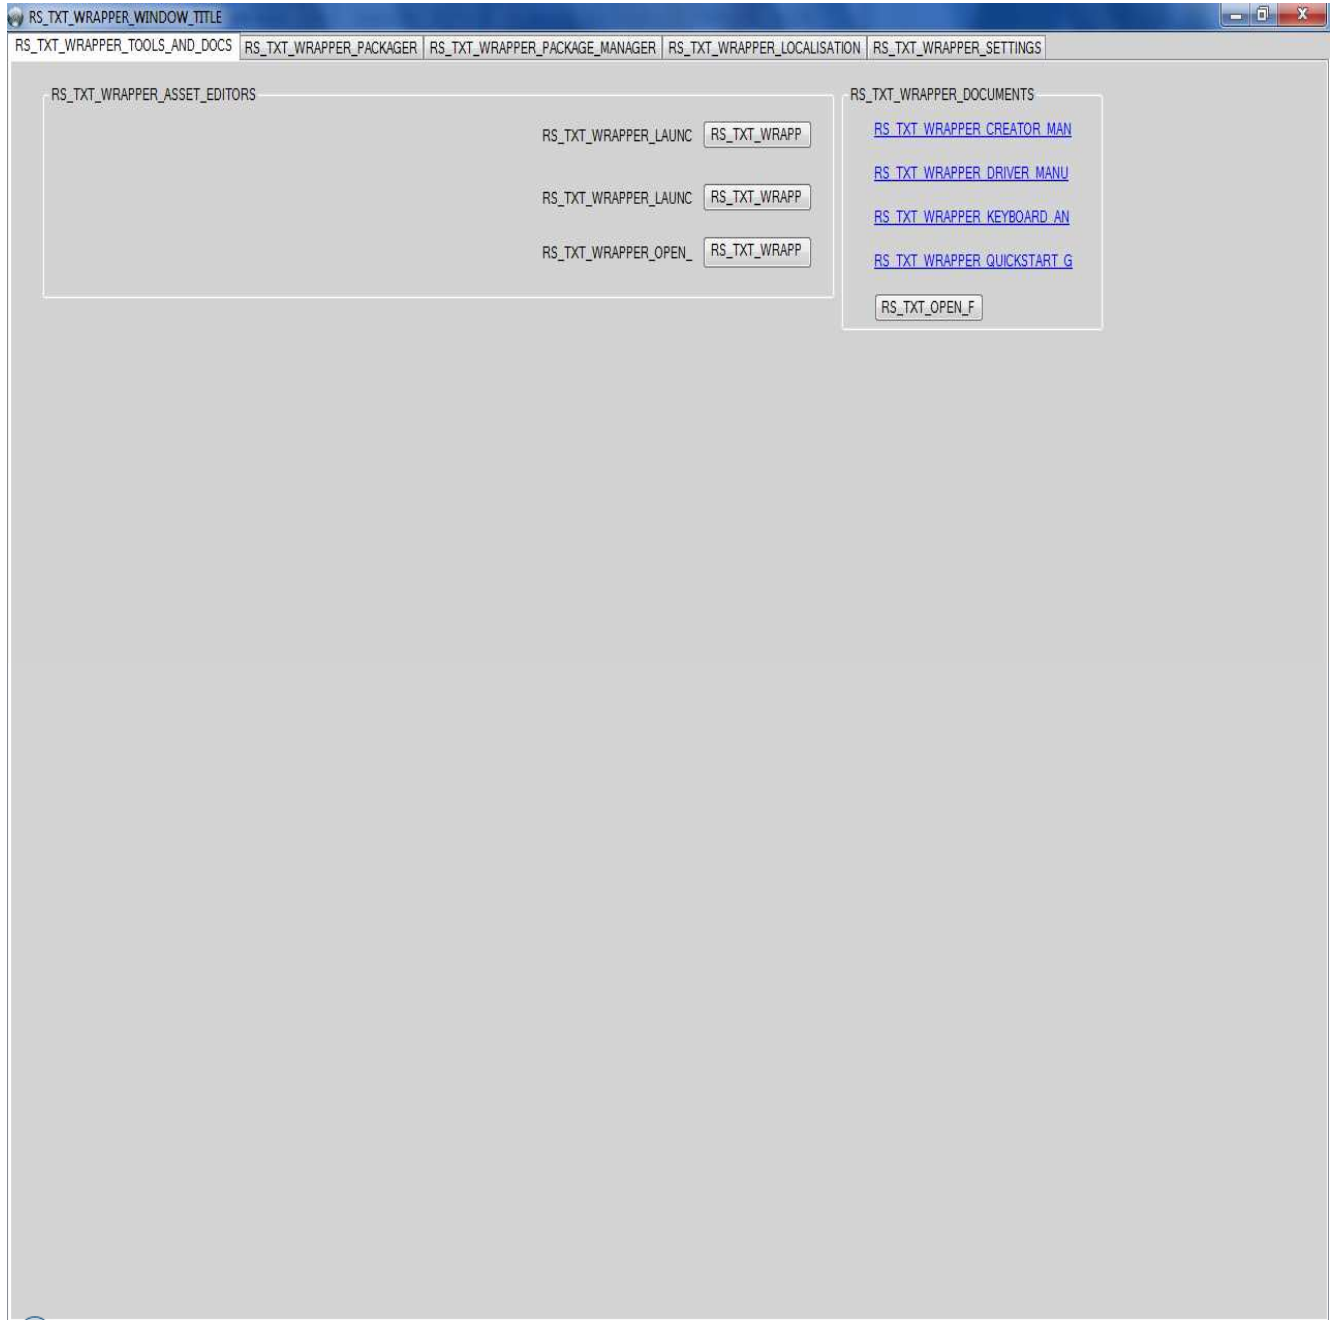 RS_TXT_WRAPPER_WINDOW_TITLE
RS_TXT_WRAPPER_TOOLS_AND_DOCS RS_TXT_WRAPPER_PACKAGER RS_TXT_WRAPPER_PACKAGE_MANAGER RS_TXT_WRAPPER_LOCALISATION RS_TXT_WRAPPER_SETTINGS
RS_TXT_WRAPPER_ASSET_EDITORS
RS_TXT_WRAPPER_LAUNC RS_TXT_WRAPP
RS_TXT_WRAPPER_LAUNC RS_TXT_WRAPP
RS_TXT_WRAPPER_OPEN_ RS_TXT_WRAPP
RS_TXT_WRAPPER_DOCUMENTS
RS_TXT_WRAPPER_CREATOR_MAN
RS_TXT_WRAPPER_DRIVER_MANU
RS_TXT_WRAPPER_KEYBOARD_AN
RS_TXT_WRAPPER_QUICKSTART_G
RS_TXT_OPEN_F